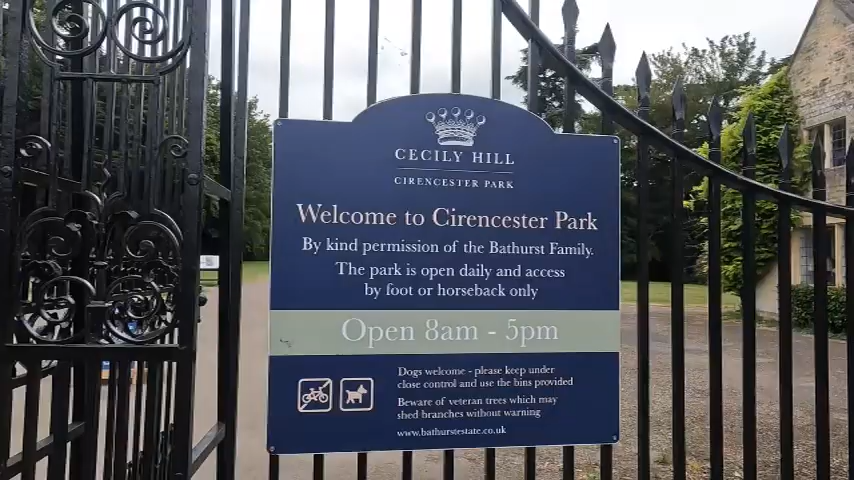 CECILY HILL
CIRENCESTER PARK
Welcome to Cirencester Park
By kind permission of the Bathurst Family.
The park is open daily and access
by foot or horseback only
Open 8am - 5pm
Dogs welcome - please keep under
close control and use the bins provided
Beware of veteran trees which may
shed branches without warning
www.bathurstestate.co.uk